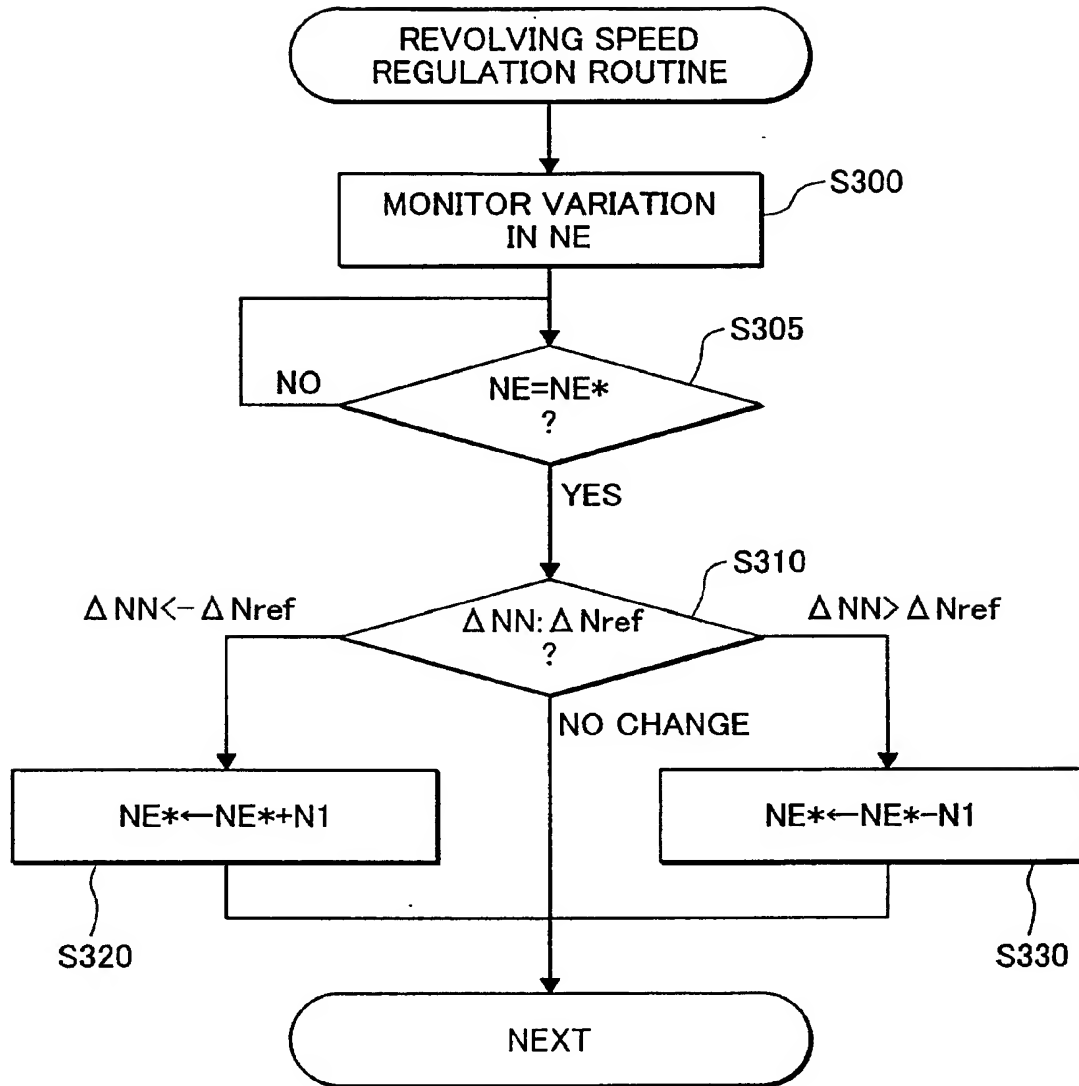 REVOLVING SPEED
REGULATION ROUTINE
MONITOR VARIATION
IN NE
S300
S305
NE=NE*
?
NO
YES
S310
ΔNN<-ΔNref
ΔNN:ΔNref
?
ΔNN>ΔNref
NO CHANGE
NE*←NE*+N1
NE*←NE*-N1
S320
S330
NEXT